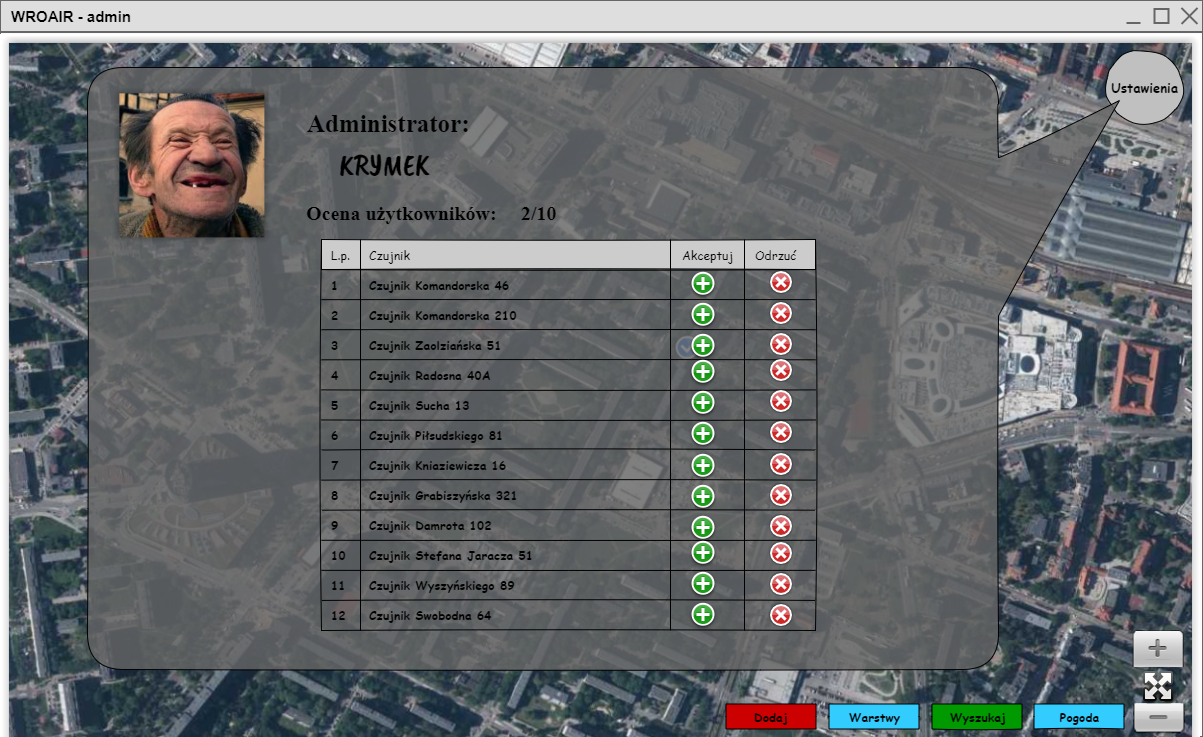 WROAIR - admin
Ustawienia
Administrator:
KRYMEK
Ocena użytkowników: 2/10
L.p. Czujnik Akceptuj Odrzuć
1 Czujnik Komandorska 46
2 Czujnik Komandorska 210
3 Czujnik Zaolziańska 51
4 Czujnik Radosna 40A
5 Czujnik Sucha 13
6 Czujnik Piłsudskiego 81
7 Czujnik Kniaziewicza 16
8 Czujnik Grabiszyńska 321
9 Czujnik Damrota 102
10 Czujnik Stefana Jaracza 51
11 Czujnik Wyszyńskiego 89
12 Czujnik Swobodna 64
Dodaj Warstwy Wyszukaj Pogoda